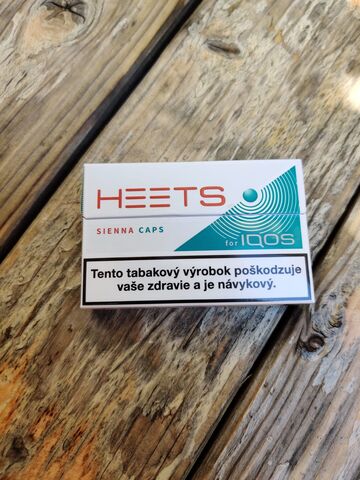 HEETS
SIENNA CAPS
for IQOS
Tento tabakový výrobok poškodzuje
vaše zdravie a je návykový.